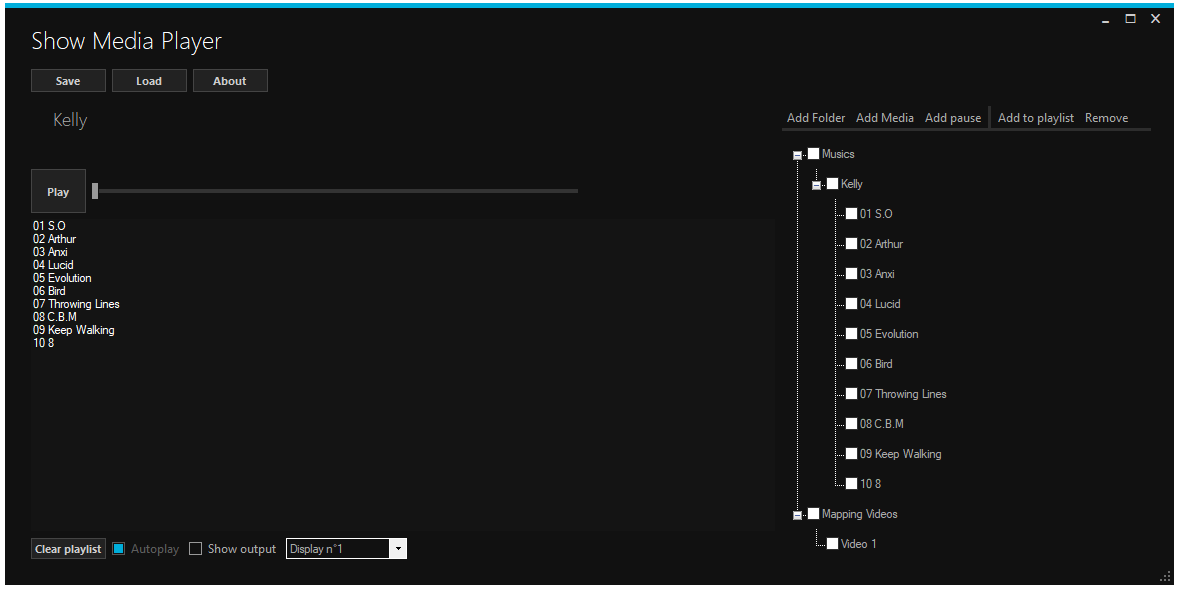 Show Media Player
Save Load About
Kelly
Play
01 S.O
02 Arthur
03 Anxi
04 Lucid
05 Evolution
06 Bird
07 Throwing Lines
08 C.B.M
09 Keep Walking
10 8
Clear playlist Autoplay Show output Display n°1
Add Folder Add Media Add pause Add to playlist Remove
Musics
Kelly
01 S.O
02 Arthur
03 Anxi
04 Lucid
05 Evolution
06 Bird
07 Throwing Lines
08 C.B.M
09 Keep Walking
10 8
Mapping Videos
Video 1